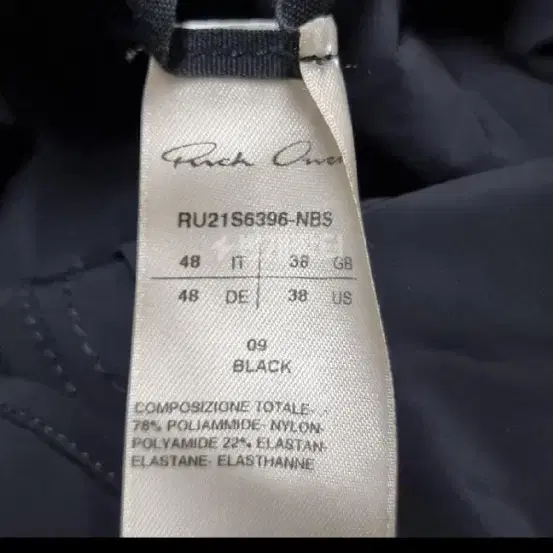 Rick Owen
RU21S6396-NBS
48 IT 38 GB
48 DE 38 US
09
BLACK
COMPOSIZIONE TOTALE- .
78% POLIAMMIDE- NYLON-
POLYAMIDE 22% ELASTAN-
ELASTANE- ELASTHANNE